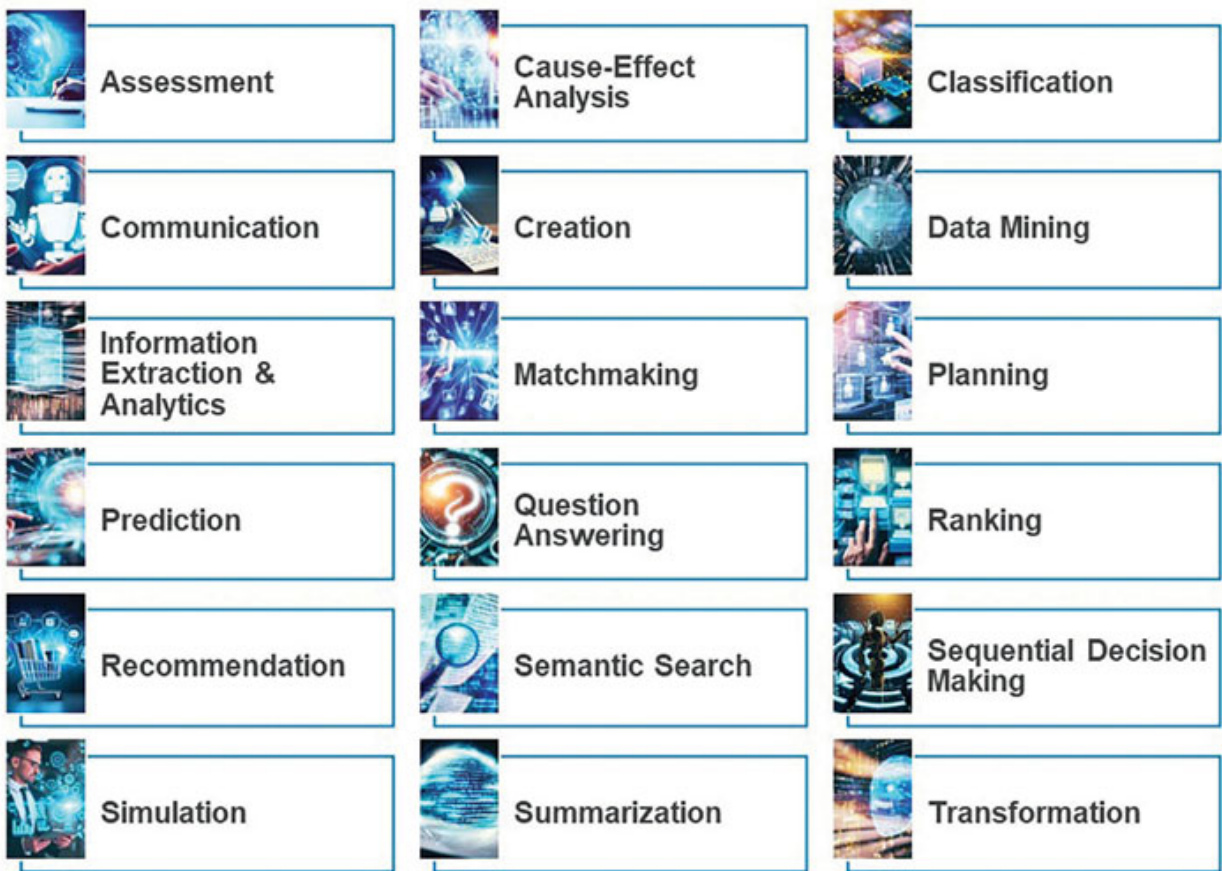 Assessment
Cause-Effect
Analysis
Classification
Communication
Creation
Data Mining
Information
Extraction &
Analytics
Matchmaking
Planning
Prediction
Question
Answering
Ranking
Recommendation
Semantic Search
Sequential Decision
Making
Simulation
Summarization
Transformation